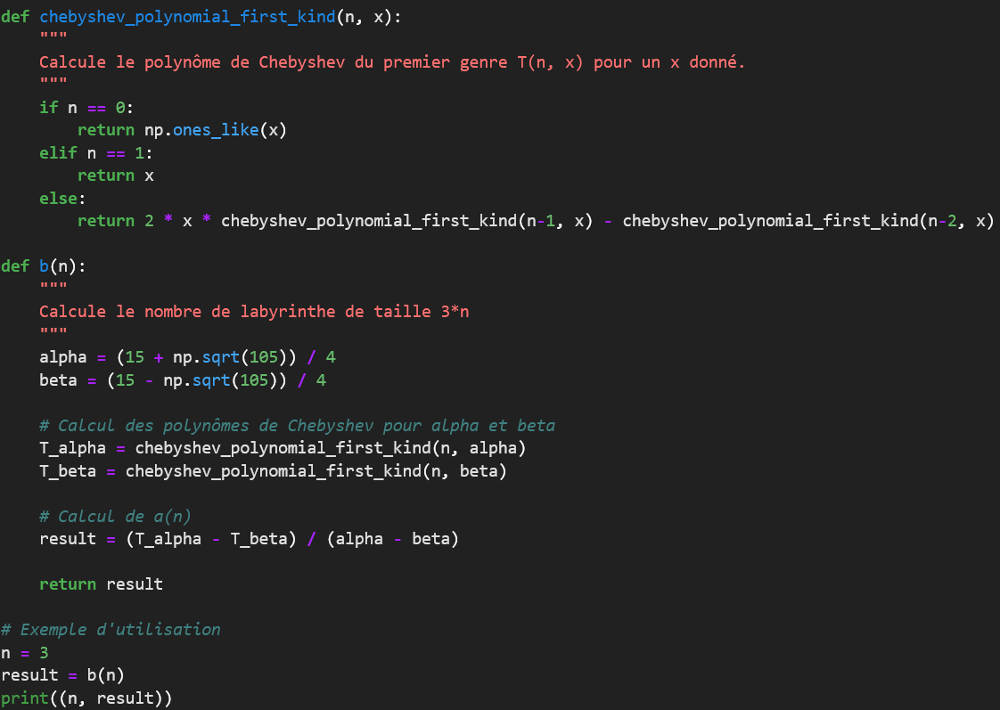 def chebyshev_polynomial_first_kind(n, x):
    """
    Calcule le polynôme de Chebyshev du premier genre T(n, x) pour un x donné.
    """
    if n == 0:
        return np.ones_like(x)
    elif n == 1:
        return x
    else:
        return 2 * x * chebyshev_polynomial_first_kind(n-1, x) - chebyshev_polynomial_first_kind(n-2, x)

def b(n):
    """
    Calcule le nombre de labyrinthe de taille 3*n
    """
    alpha = (15 + np.sqrt(105)) / 4
    beta = (15 - np.sqrt(105)) / 4

    # Calcul des polynômes de Chebyshev pour alpha et beta
    T_alpha = chebyshev_polynomial_first_kind(n, alpha)
    T_beta = chebyshev_polynomial_first_kind(n, beta)

    # Calcul de a(n)
    result = (T_alpha - T_beta) / (alpha - beta)

    return result

# Exemple d'utilisation
n = 3
result = b(n)
print((n, result))